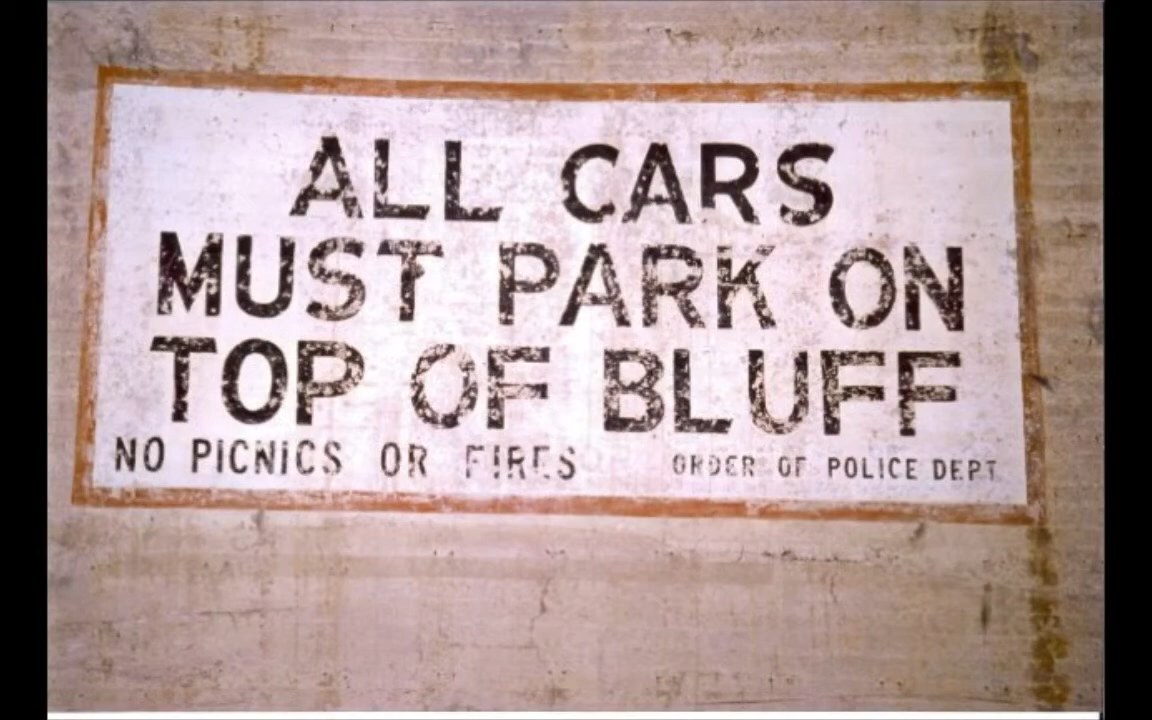 ALL CARS
MUST PARK ON
TOP OF BLUFF
NO PICNICS OR FIRES ORDER OF POLICE DEPT